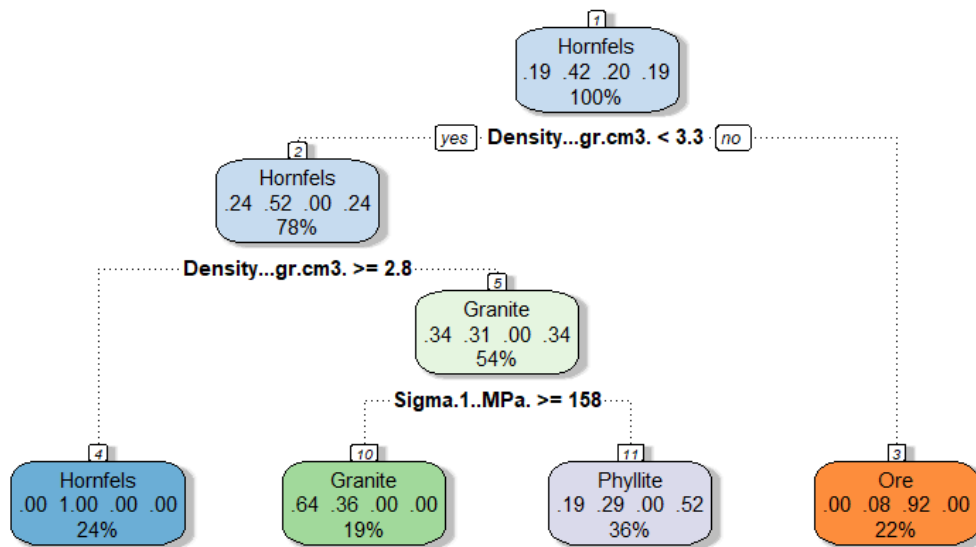 1
Hornfels
.19 .42 .20 .19
100%
yes Density...gr.cm3. < 3.3 no
2
Hornfels
.24 .52 .00 .24
78%
Density...gr.cm3. >= 2.8
5
Granite
.34 .31 .00 .34
54%
Sigma.1..MPa. >= 158
4
Hornfels
.00 1.00 .00 .00
24%
10
Granite
.64 .36 .00 .00
19%
11
Phyllite
.19 .29 .00 .52
36%
3
Ore
.00 .08 .92 .00
22%